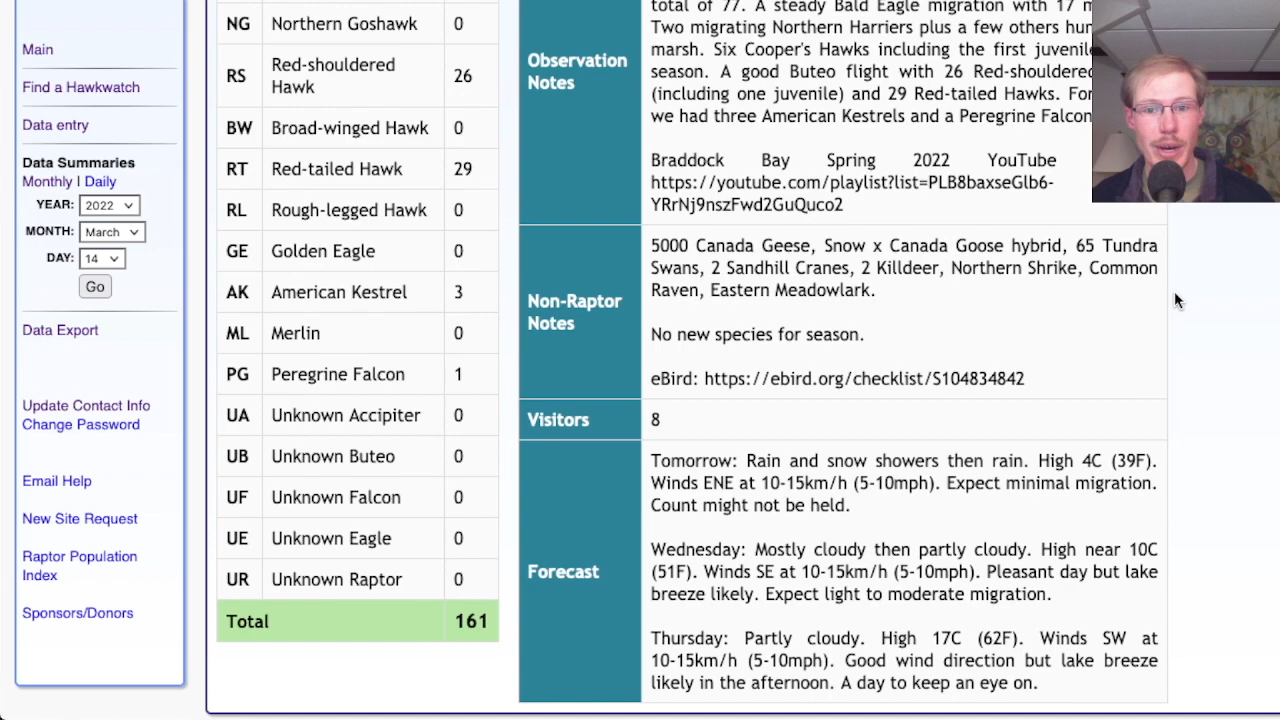 Main
Find a Hawkwatch
Data entry
Data Summaries
Monthly | Daily
YEAR: 2022
MONTH: March
DAY: 14
Go
Data Export
Update Contact Info
Change Password
Email Help
New Site Request
Raptor Population
Index
Sponsors/Donors
NG Northern Goshawk 0
RS Red-shouldered
Hawk 26
BW Broad-winged Hawk 0
RT Red-tailed Hawk 29
RL Rough-legged Hawk 0
GE Golden Eagle 0
AK American Kestrel 3
ML Merlin 0
PG Peregrine Falcon 1
UA Unknown Accipiter 0
UB Unknown Buteo 0
UF Unknown Falcon 0
UE Unknown Eagle 0
UR Unknown Raptor 0
Total 161
Observation
Notes
total of 77. A steady Bald Eagle migration with 17
Two migrating Northern Harriers plus a few others
marsh. Six Cooper's Hawks including the first
season. A good Buteo flight with 26 Red-shouldered
(including one juvenile) and 29 Red-tailed Hawks.
we had three American Kestrels and a Peregrine Falcon
Braddock Bay Spring 2022 YouTube
https://youtube.com/playlist?list=PLB8baxseGlb6-
YRrNj9nszFwd2GuQuco2
Non-Raptor
Notes
5000 Canada Geese, Snow x Canada Goose hybrid, 65 Tundra
Swans, 2 Sandhill Cranes, 2 Killdeer, Northern Shrike, Common
Raven, Eastern Meadowlark.
No new species for season.
eBird: https://ebird.org/checklist/S104834842
Visitors
8
Forecast
Tomorrow: Rain and snow showers then rain. High 4C (39F).
Winds ENE at 10-15km/h (5-10mph). Expect minimal migration.
Count might not be held.
Wednesday: Mostly cloudy then partly cloudy. High near 10C
(51F). Winds SE at 10-15km/h (5-10mph). Pleasant day but lake
breeze likely. Expect light to moderate migration.
Thursday: Partly cloudy. High 17C (62F). Winds SW at
10-15km/h (5-10mph). Good wind direction but lake breeze
likely in the afternoon. A day to keep an eye on.